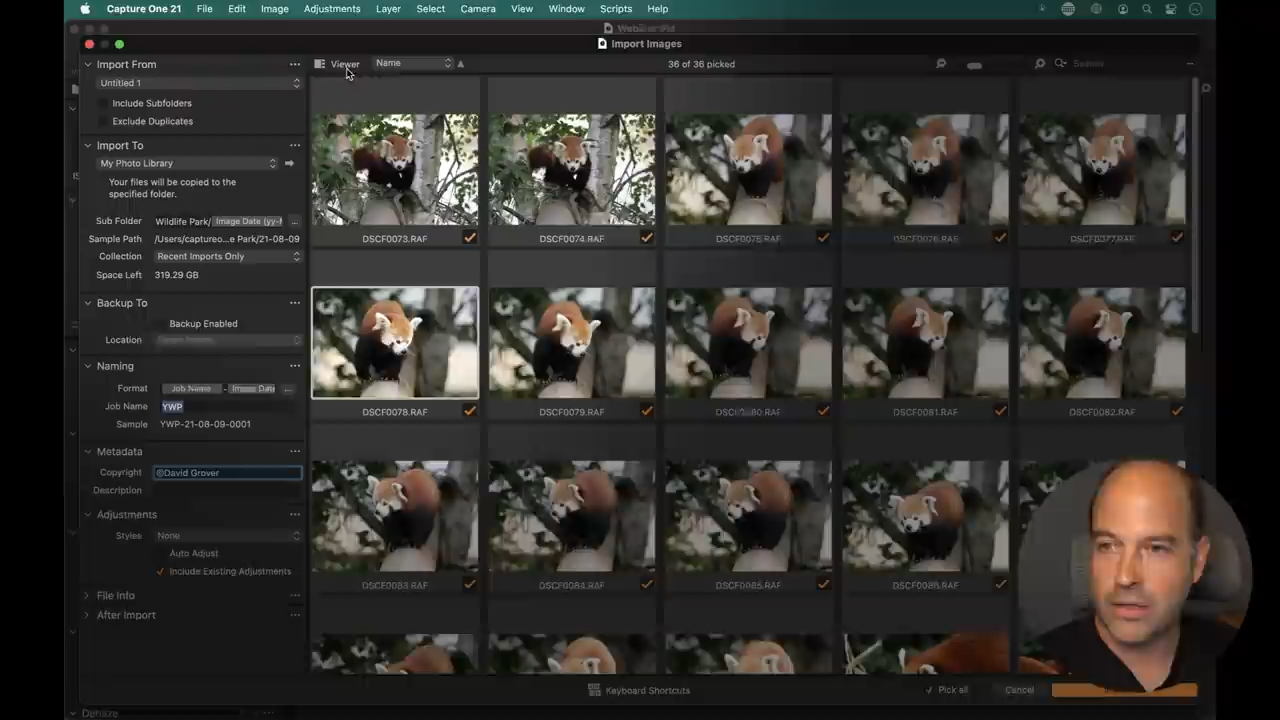 Capture One 21 File Edit Image Adjustments Layer Select Camera View Window Scripts Help
Import Images
Import From
Viewer
Name
36 of 36 picked
Search
Untitled 1
Include Subfolders
Exclude Duplicates
Import To
My Photo Library
Your files will be copied to the
specified folder.
Sub Folder Wildlife Park/ Image Date (yy-
Sample Path /Users/captureo...e Park/21-08-09
Collection Recent Imports Only
Space Left 319.29 GB
Backup To
Backup Enabled
Location
Naming
Format Job Name - Image Date ...
Job Name YWP
Sample YWP-21-08-09-0001
Metadata
Copyright ©David Grover
Description
Adjustments
Styles None
Auto Adjust
Include Existing Adjustments
File Info
After Import
DSCF0073.RAF DSCF0074.RAF DSCF0075.RAF DSCF0076.RAF DSCF0077.RAF
DSCF0078.RAF DSCF0079.RAF DSCF0080.RAF DSCF0081.RAF DSCF0082.RAF
DSCF0083.RAF DSCF0084.RAF DSCF0085.RAF DSCF0086.RAF
Keyboard Shortcuts
Pick all
Cancel
Denaize